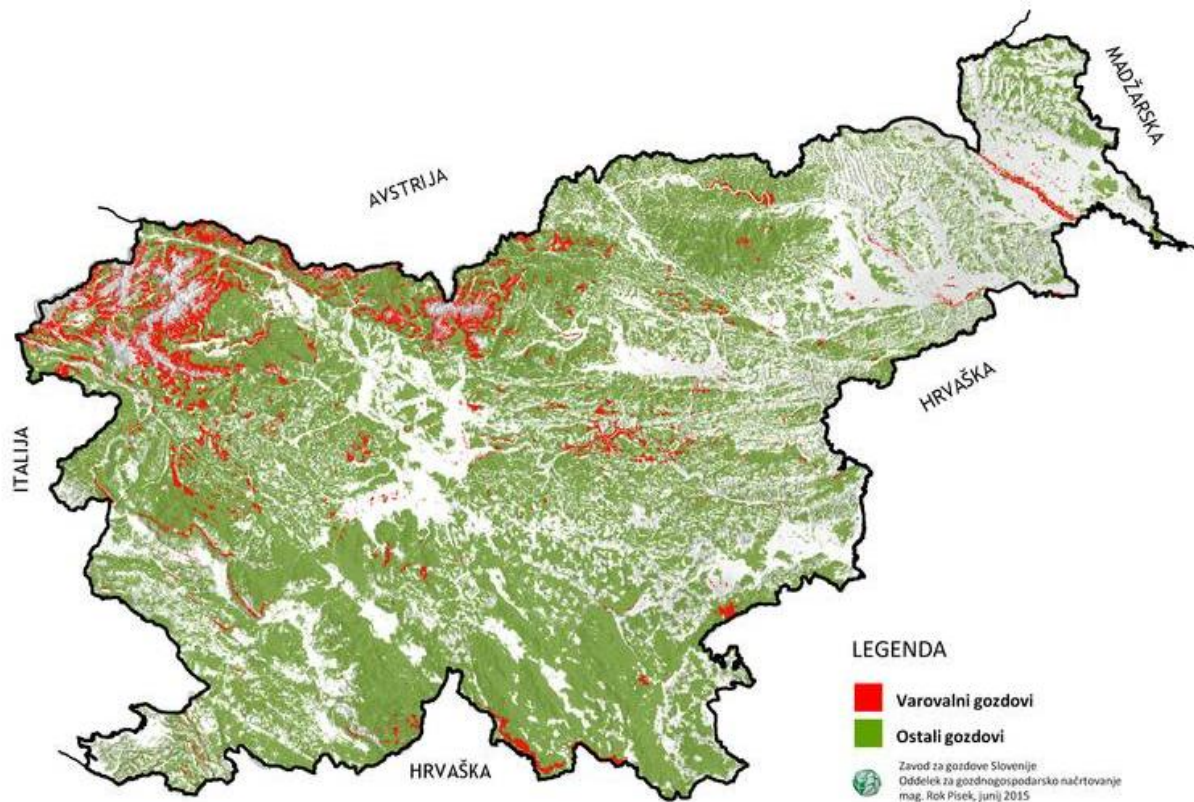 MADŽARSKA
AVSTRIJA
HRVAŠKA
ITALIJA
LEGENDA
Varovalni gozdovi
Ostali gozdovi
HRVAŠKA
Zavod za gozdove Slovenije
Oddelek za gozdnogospodarsko načrtovanje
mag. Rok Pisek, junij 2015